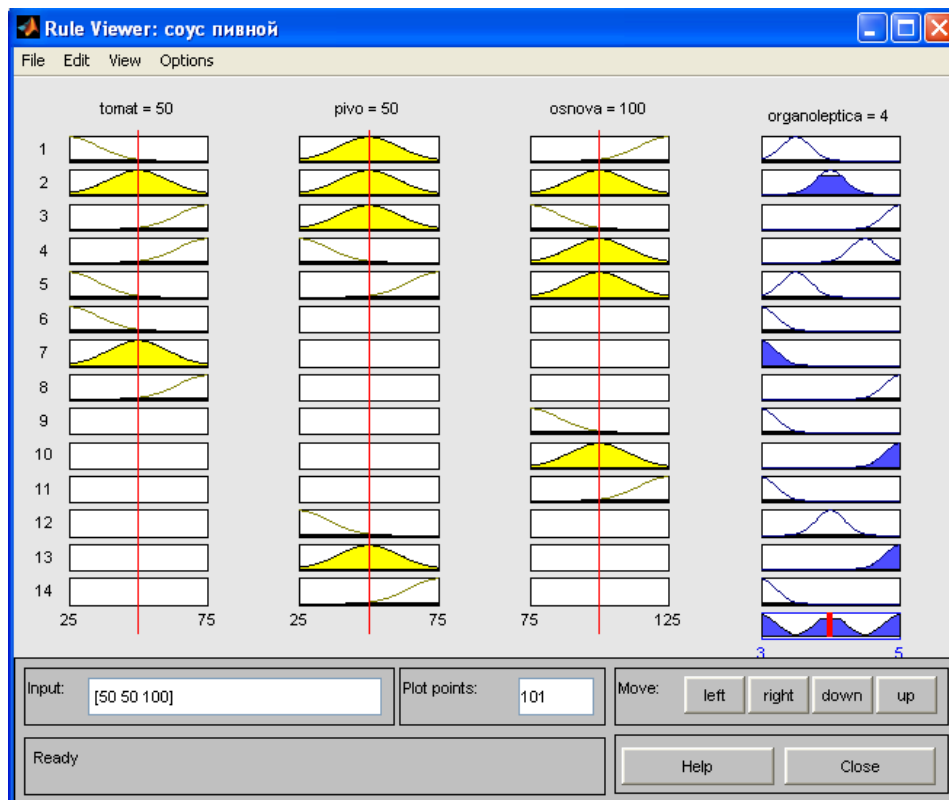 Rule Viewer: соус пивной
File Edit View Options
tomat = 50 pivo = 50 osnova = 100 organoleptica = 4
1
2
3
4
5
6
7
8
9
10
11
12
13
14
25 75 25 75 75 125
3 5
Input: [50 50 100] Plot points: 101 Move: left right down up
Ready Help Close